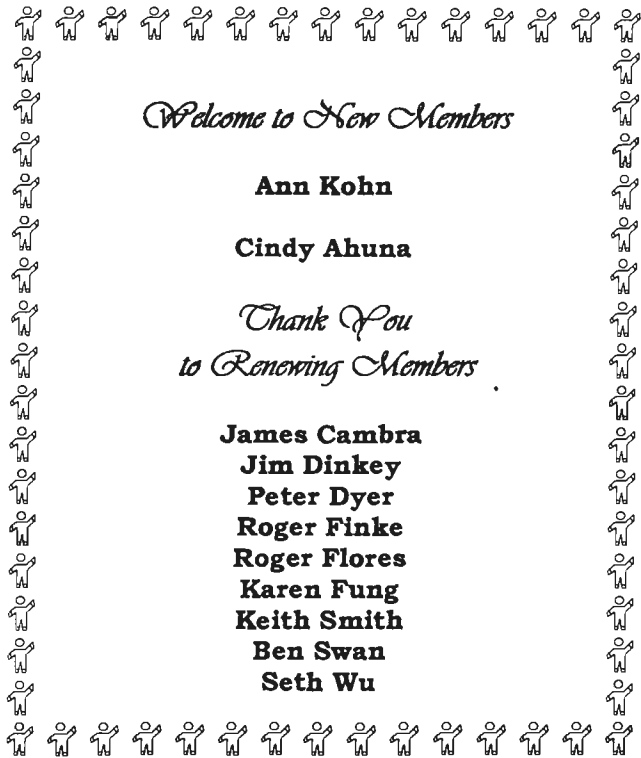 Welcome to New Members
Ann Kohn
Cindy Ahuna
Thank You
to Renewing Members
James Cambra
Jim Dinkey
Peter Dyer
Roger Finke
Roger Flores
Karen Fung
Keith Smith
Ben Swan
Seth Wu